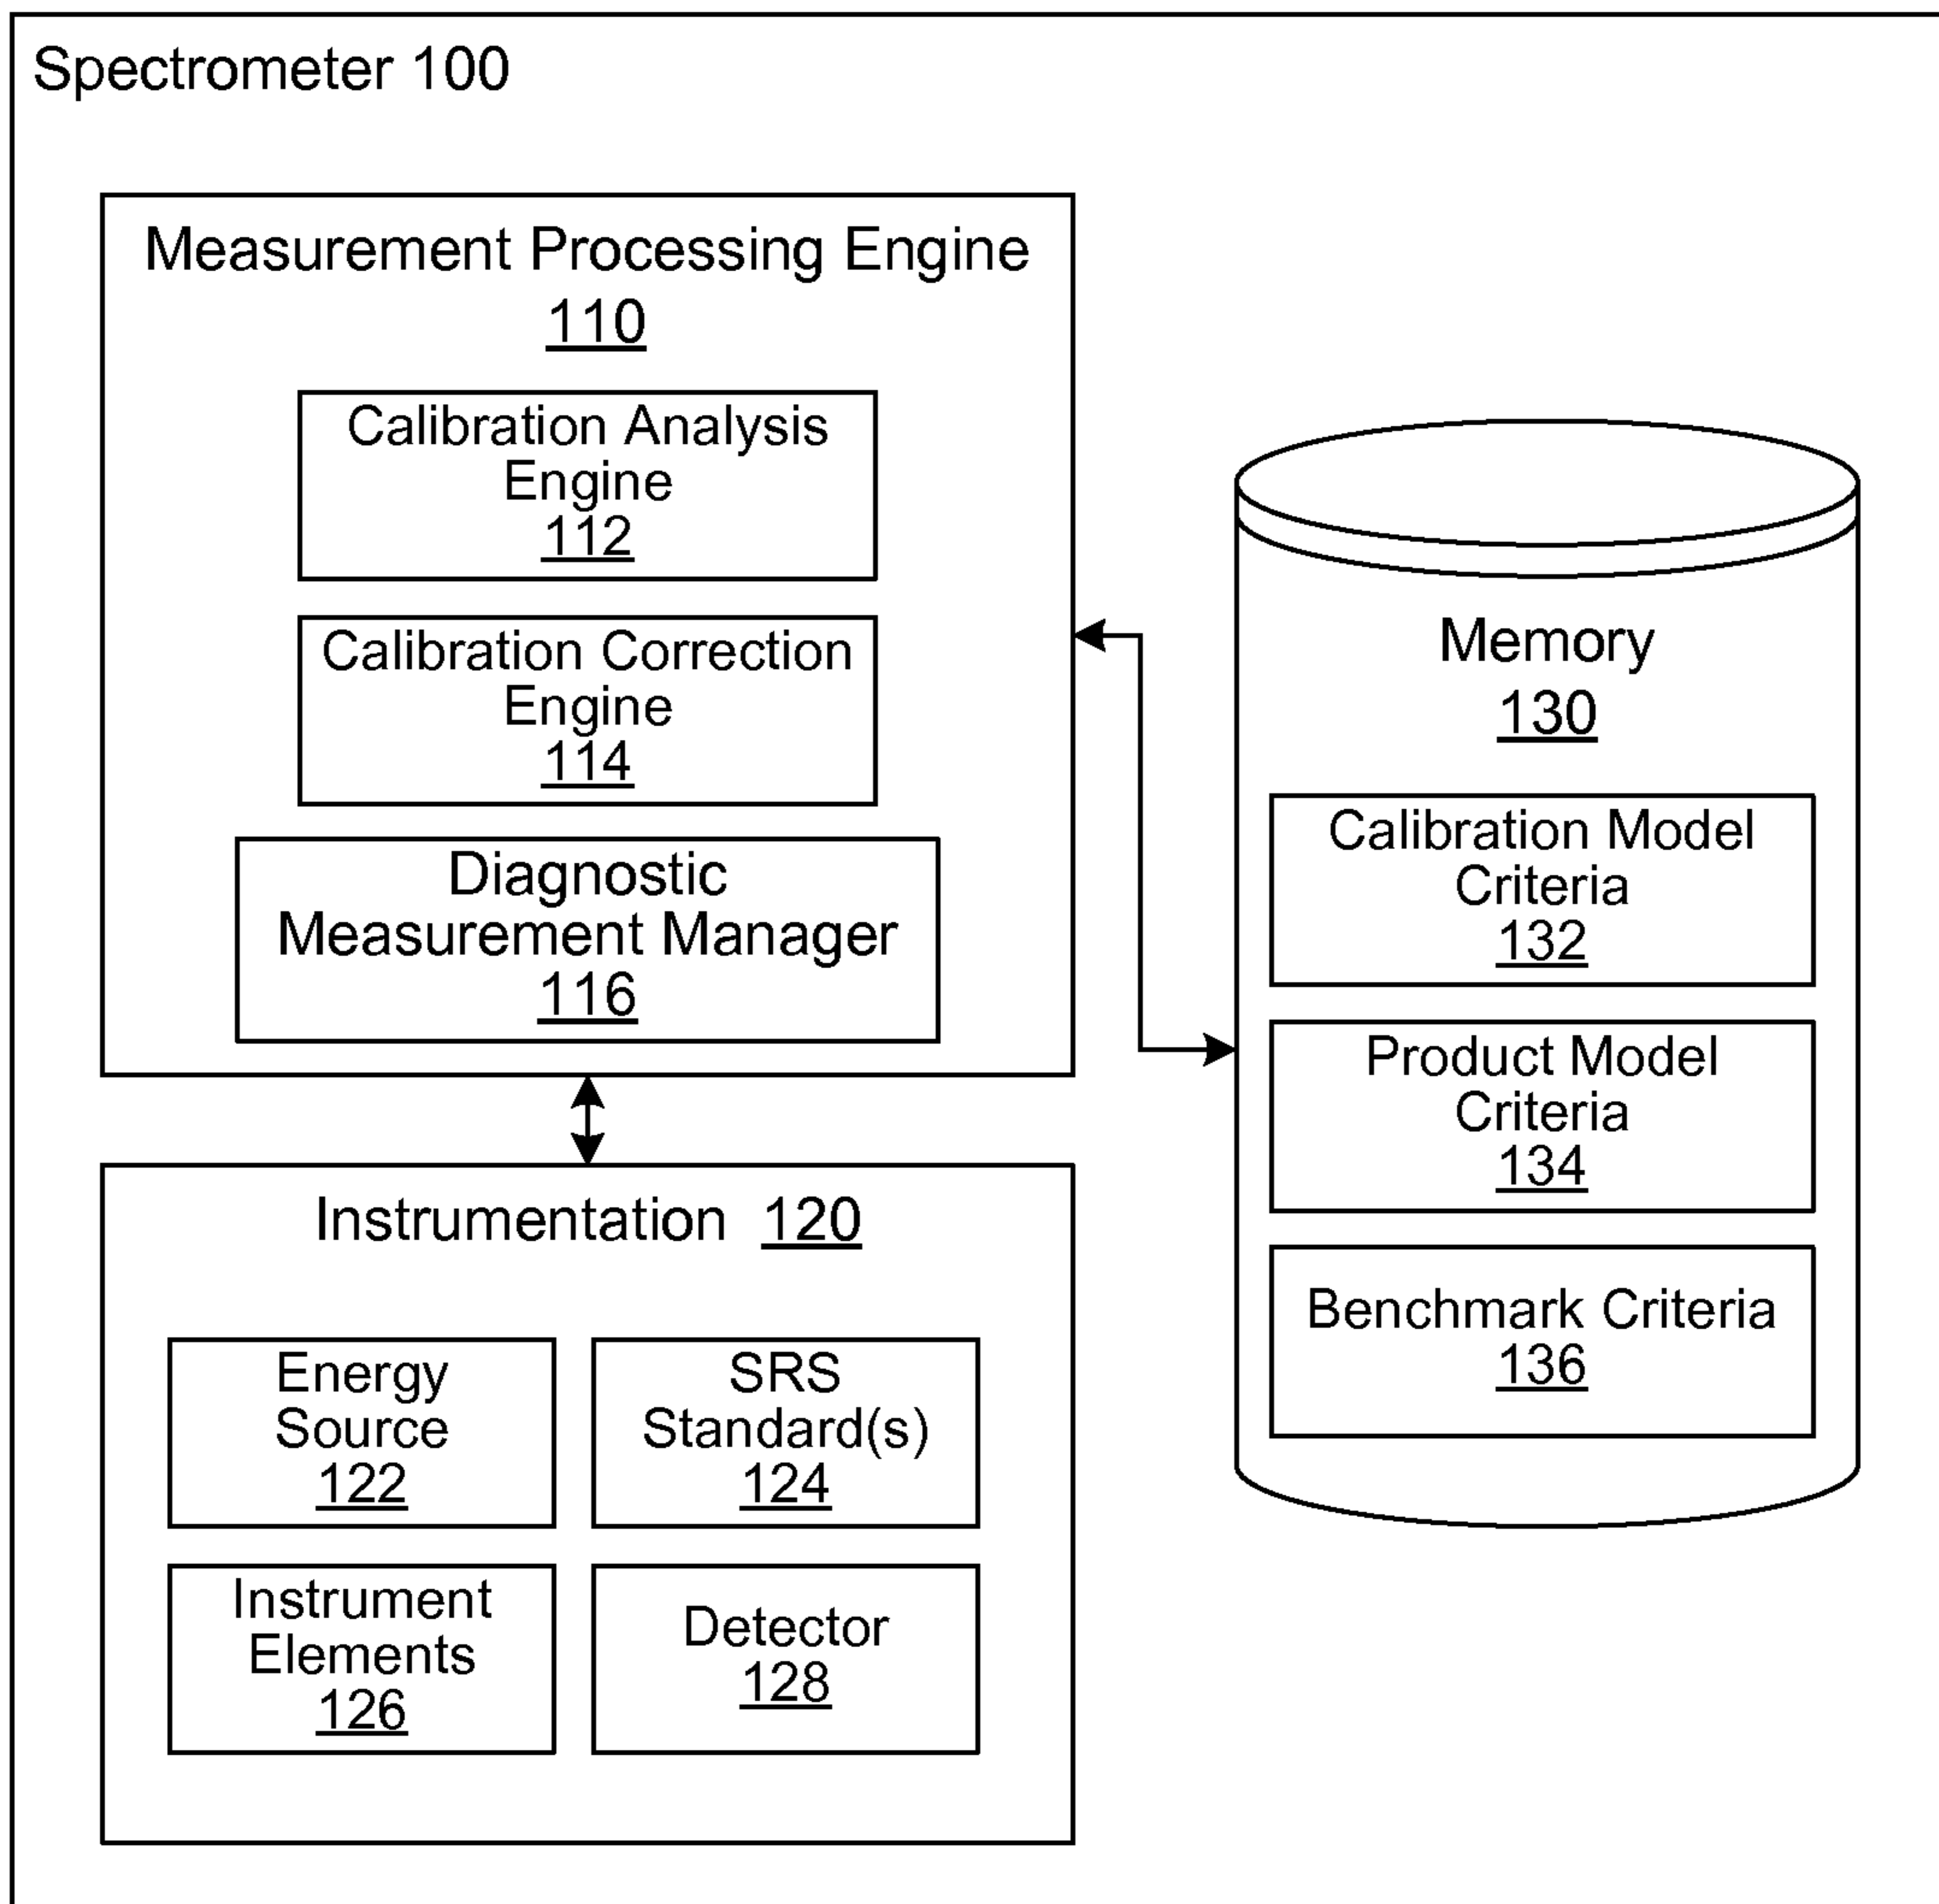 Spectrometer 100
Measurement Processing Engine
110
Calibration Analysis
Engine
112
Calibration Correction
Engine
114
Diagnostic
Measurement Manager
116
Instrumentation 120
Energy
Source
122
SRS
Standard(s)
124
Instrument
Elements
126
Detector
128
Memory
130
Calibration Model
Criteria
132
Product Model
Criteria
134
Benchmark Criteria
136